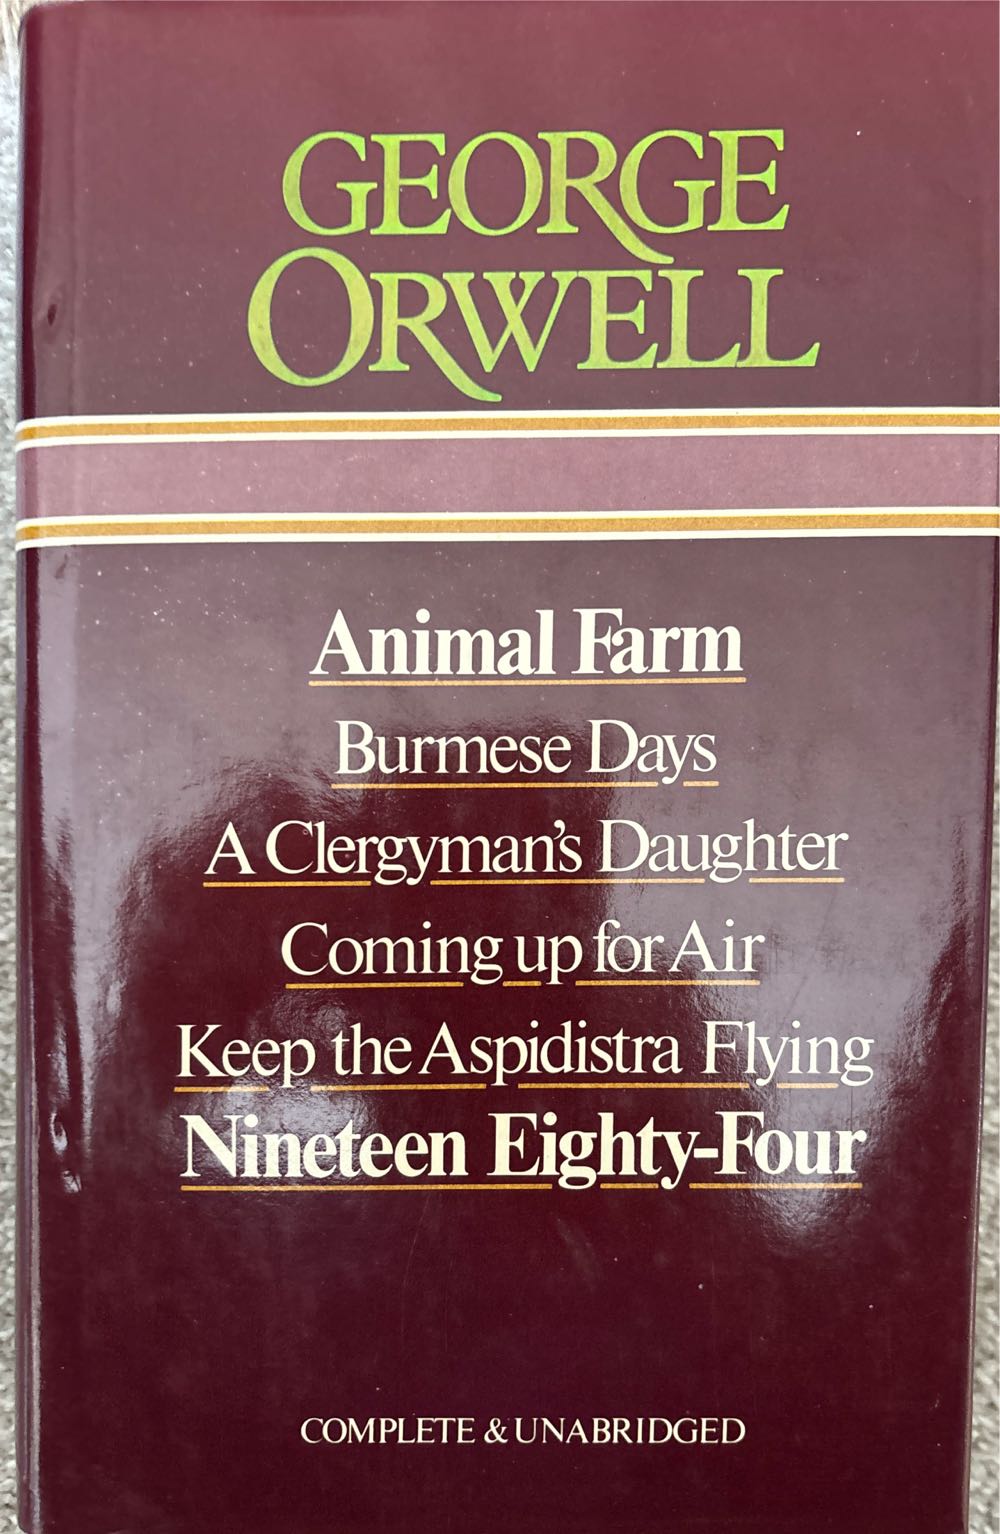 GEORGE
ORWELL
Animal Farm
Burmese Days
A Clergyman's Daughter
Coming up for Air
Keep the Aspidistra Flying
Nineteen Eighty-Four
COMPLETE & UNABRIDGED